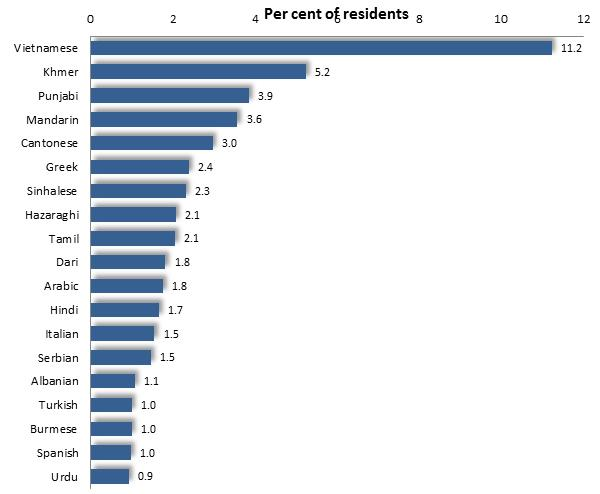 Per cent of residents
0 2 4 6 8 10 12
Vietnamese 11.2
Khmer 5.2
Punjabi 3.9
Mandarin 3.6
Cantonese 3.0
Greek 2.4
Sinhalese 2.3
Hazaraghi 2.1
Tamil 2.1
Dari 1.8
Arabic 1.8
Hindi 1.7
Italian 1.5
Serbian 1.5
Albanian 1.1
Turkish 1.0
Burmese 1.0
Spanish 1.0
Urdu 0.9